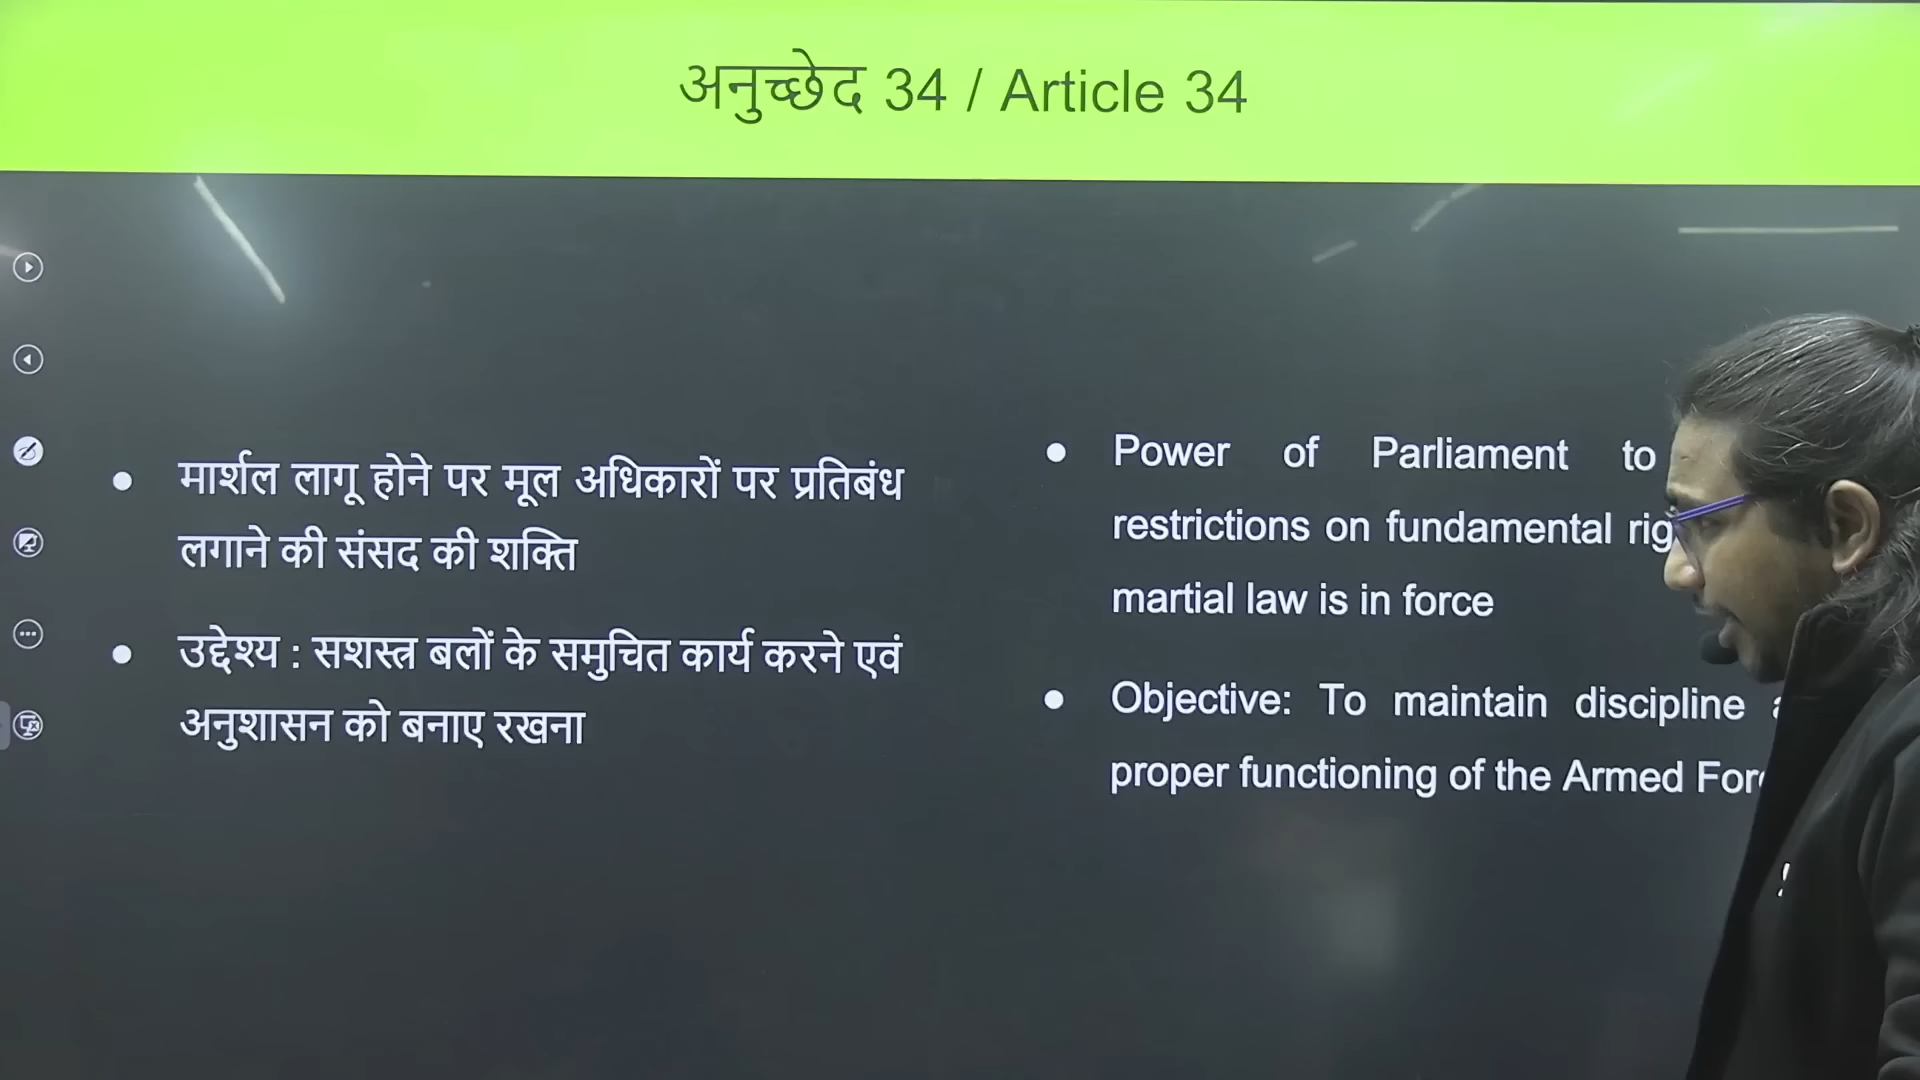 अनुच्छेद 34 / Article 34
मार्शल लागू होने पर मूल अधिकारों पर प्रतिबंध
लगाने की संसद की शक्ति
उद्देश्य : सशस्त्र बलों के समुचित कार्य करने एवं
अनुशासन को बनाए रखना
Power of Parliament to
restrictions on fundamental
martial law is in force
Objective: To maintain discipline
proper functioning of the Armed